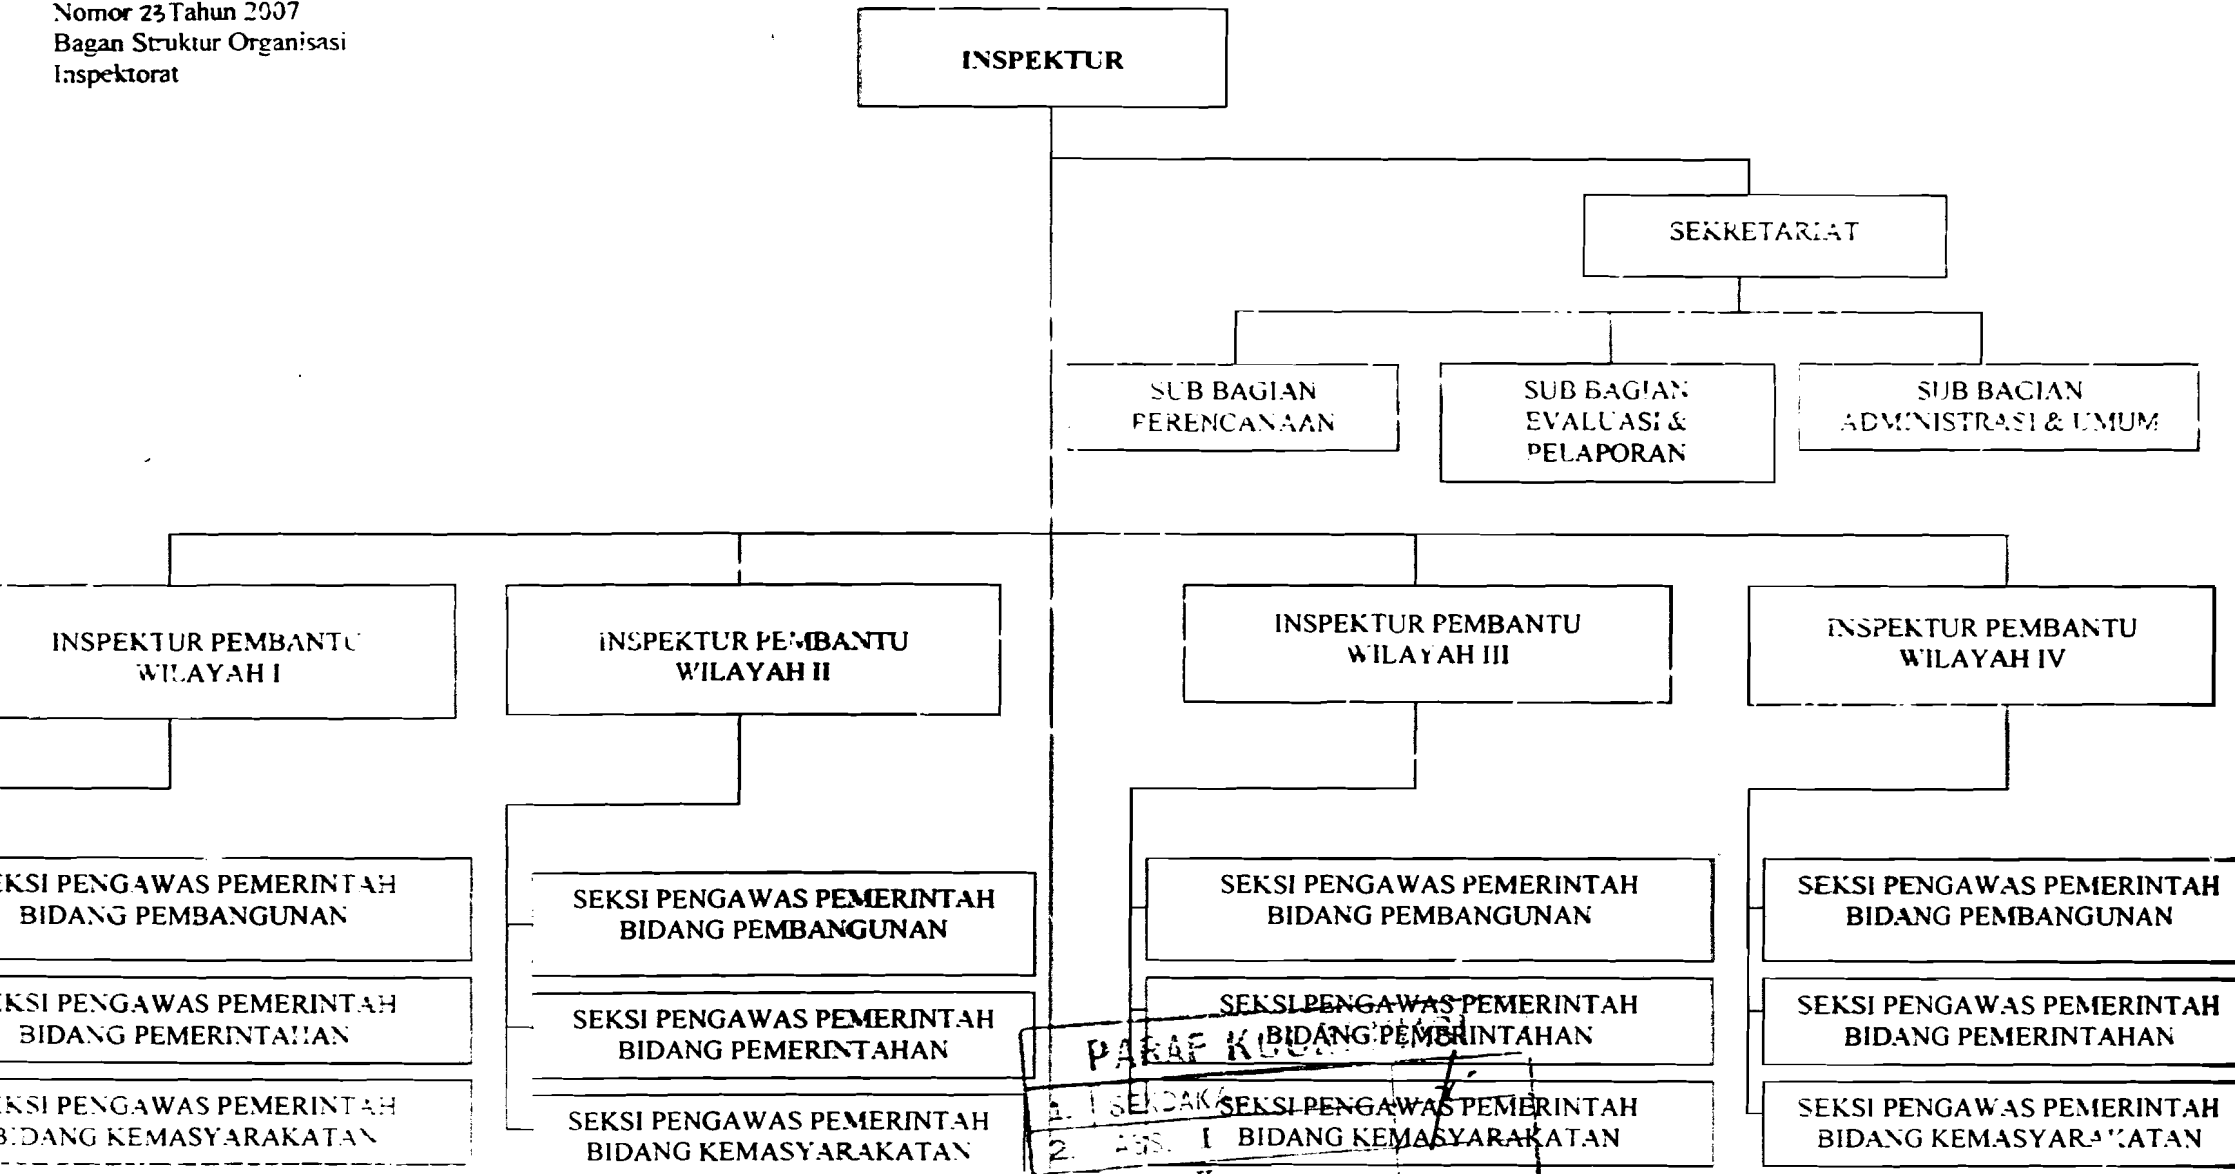 Nomor 23 Tahun 2007
Bagan Struktur Organisasi
Inspektorat
INSPEKTUR
SEKRETARIAT
SUB BAGIAN
PERENCANAAN
SUB BAGIAN
EVALUASI &
PELAPORAN
SUB BAGIAN
ADMINISTRASI & UMUM
INSPEKTUR PEMBANTU
WILAYAH I
INSPEKTUR PEMBANTU
WILAYAH II
INSPEKTUR PEMBANTU
WILAYAH III
INSPEKTUR PEMBANTU
WILAYAH IV
EKSI PENGAWAS PEMERINTAH
BIDANG PEMBANGUNAN
EKSI PENGAWAS PEMERINTAH
BIDANG PEMERINTAHAN
EKSI PENGAWAS PEMERINTAH
BIDANG KEMASYARAKATAN
SEKSI PENGAWAS PEMERINTAH
BIDANG PEMBANGUNAN
SEKSI PENGAWAS PEMERINTAH
BIDANG PEMERINTAHAN
SEKSI PENGAWAS PEMERINTAH
BIDANG KEMASYARAKATAN
SEKSI PENGAWAS PEMERINTAH
BIDANG PEMBANGUNAN
SEKSI PENGAWAS PEMERINTAH
BIDANG PEMERINTAHAN
SEKSI PENGAWAS PEMERINTAH
BIDANG KEMASYARAKATAN
SEKSI PENGAWAS PEMERINTAH
BIDANG PEMBANGUNAN
SEKSI PENGAWAS PEMERINTAH
BIDANG PEMERINTAHAN
SEKSI PENGAWAS PEMERINTAH
BIDANG KEMASYARAKATAN
PARAF
1. SEKDAKA
2. ASS. I